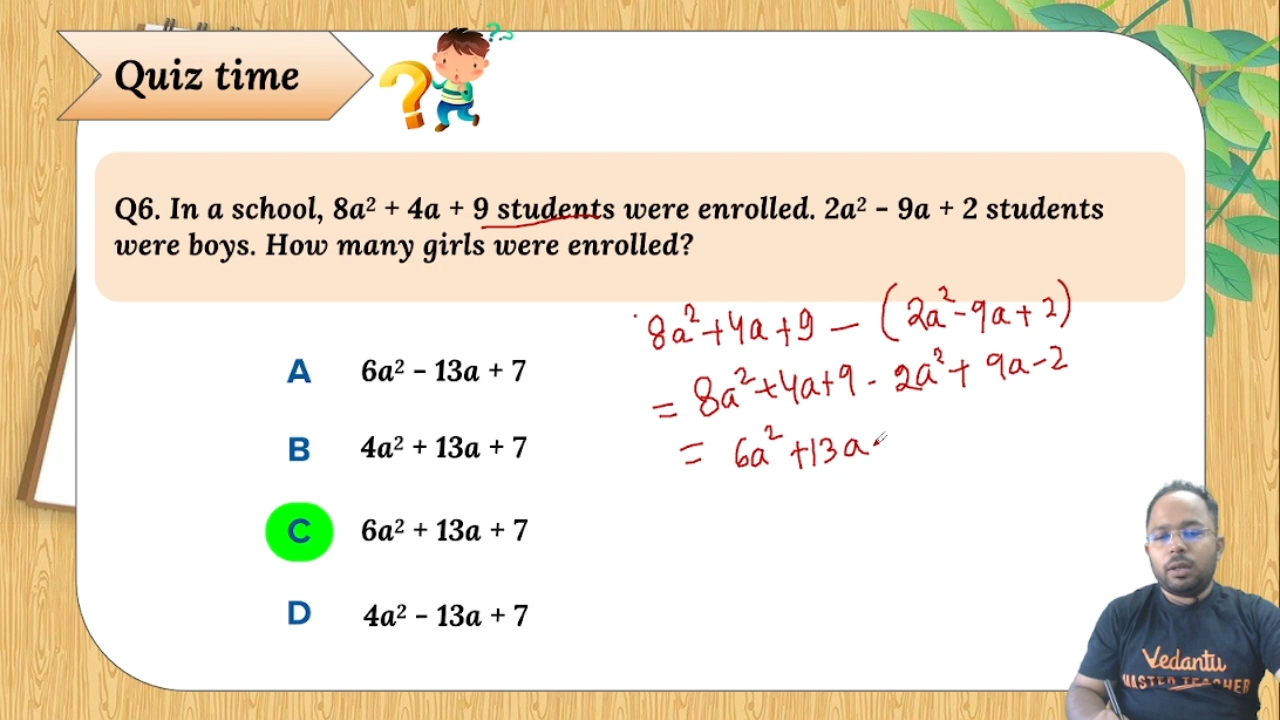 Quiz time
Q6. In a school, 8a² + 4a + 9 students were enrolled. 2a² - 9a + 2 students
were boys. How many girls were enrolled?
8a²+4a+9 - (2a²-9a+2)
= 8a²+4a+9 - 2a²+ 9a-2
= 6a² +13a
A 6a² - 13a + 7
B 4a² + 13a + 7
C 6a² + 13a + 7
D 4a² - 13a + 7
Vedantu
MASTER TEACHER